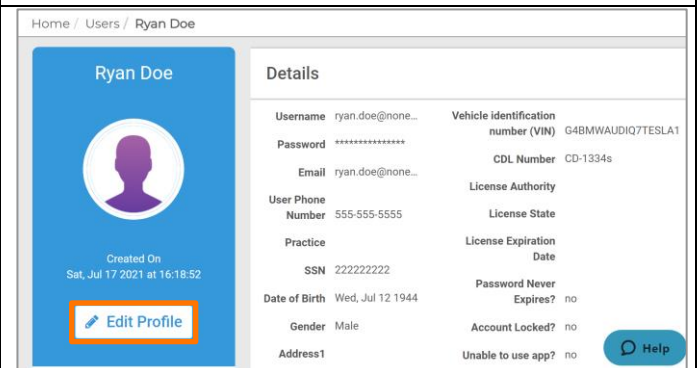 Home / Users / Ryan Doe
Ryan Doe
Created On
Sat, Jul 17 2021 at 16:18:52
Edit Profile
Details
Username ryan.doe@none...
Password ***************
Email ryan.doe@none...
User Phone
Number 555-555-5555
Practice
SSN 222222222
Date of Birth Wed, Jul 12 1944
Gender Male
Address1
Vehicle identification
number (VIN) G4BMWAUDIQ7TESLA1
CDL Number CD-1334s
License Authority
License State
License Expiration
Date
Password Never
Expires? no
Account Locked? no
Unable to use app? no
Help